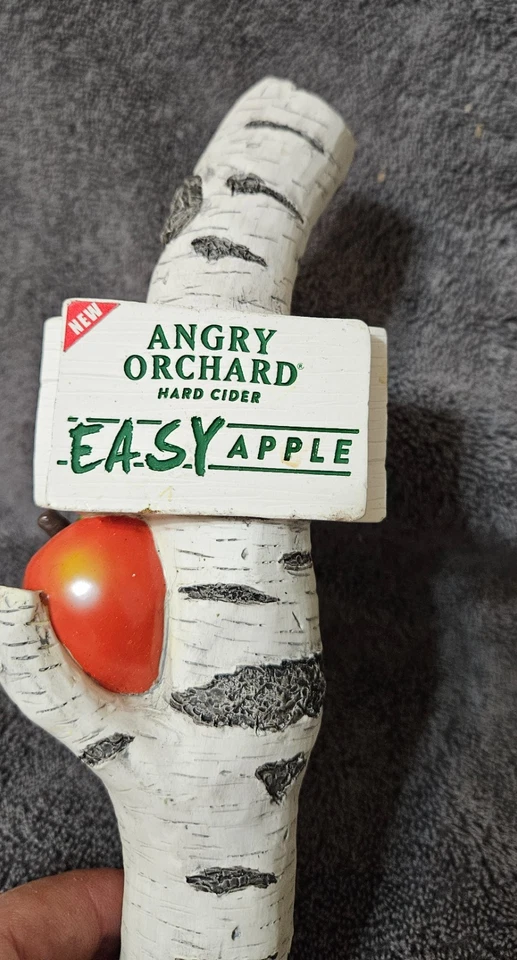 NEW
ANGRY
ORCHARD®
HARD CIDER
EASY APPLE